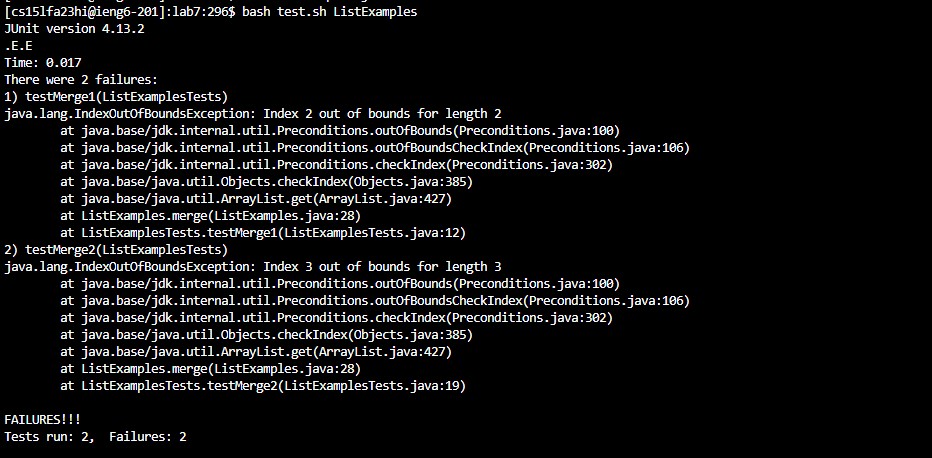 [cs15lfa23hi@ieng6-201]:lab7:296$ bash test.sh ListExamples
JUnit version 4.13.2
.E.E
Time: 0.017
There were 2 failures:
1) testMerge1(ListExamplesTests)
java.lang.IndexOutOfBoundsException: Index 2 out of bounds for length 2
        at java.base/jdk.internal.util.Preconditions.outOfBounds(Preconditions.java:100)
        at java.base/jdk.internal.util.Preconditions.outOfBoundsCheckIndex(Preconditions.java:106)
        at java.base/jdk.internal.util.Preconditions.checkIndex(Preconditions.java:302)
        at java.base/java.util.Objects.checkIndex(Objects.java:385)
        at java.base/java.util.ArrayList.get(ArrayList.java:427)
        at ListExamples.merge(ListExamples.java:28)
        at ListExamplesTests.testMerge1(ListExamplesTests.java:12)
2) testMerge2(ListExamplesTests)
java.lang.IndexOutOfBoundsException: Index 3 out of bounds for length 3
        at java.base/jdk.internal.util.Preconditions.outOfBounds(Preconditions.java:100)
        at java.base/jdk.internal.util.Preconditions.outOfBoundsCheckIndex(Preconditions.java:106)
        at java.base/jdk.internal.util.Preconditions.checkIndex(Preconditions.java:302)
        at java.base/java.util.Objects.checkIndex(Objects.java:385)
        at java.base/java.util.ArrayList.get(ArrayList.java:427)
        at ListExamples.merge(ListExamples.java:28)
        at ListExamplesTests.testMerge2(ListExamplesTests.java:19)

FAILURES!!!
Tests run: 2,  Failures: 2